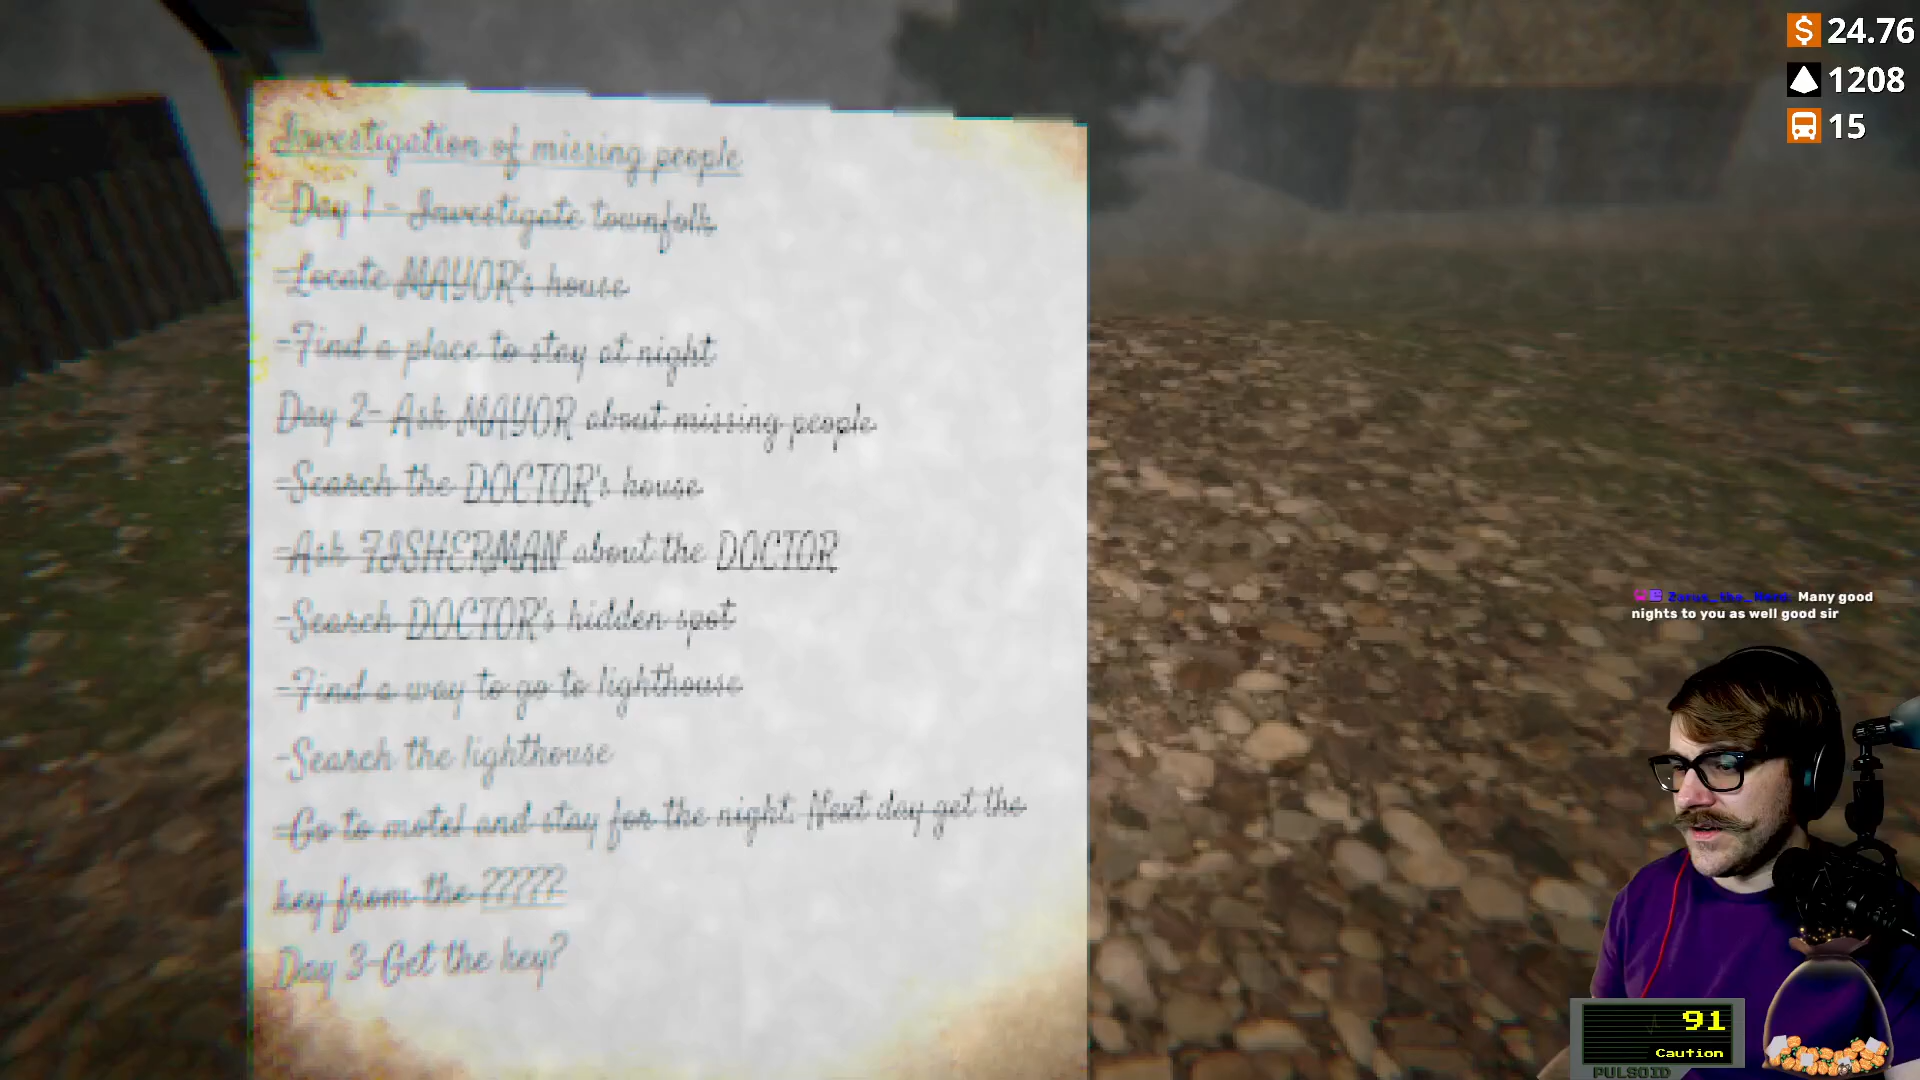 $ 24.76
1208
15
Investigation of missing people
-Day 1 - Investigate townfolk
-Locate MAYOR's house
-Find a place to stay at night
Day 2- Ask MAYOR about missing people
-Search the DOCTOR's house
-Ask FISHERMAN about the DOCTOR
-Search DOCTOR's hidden spot
-Find a way to go to lighthouse
-Search the lighthouse
-Go to motel and stay for the night. Next day get the
key from the ?????
Day 3-Get the key?
Zarus_the_Nerd: Many good
nights to you as well good sir
91
Caution
PULSOID